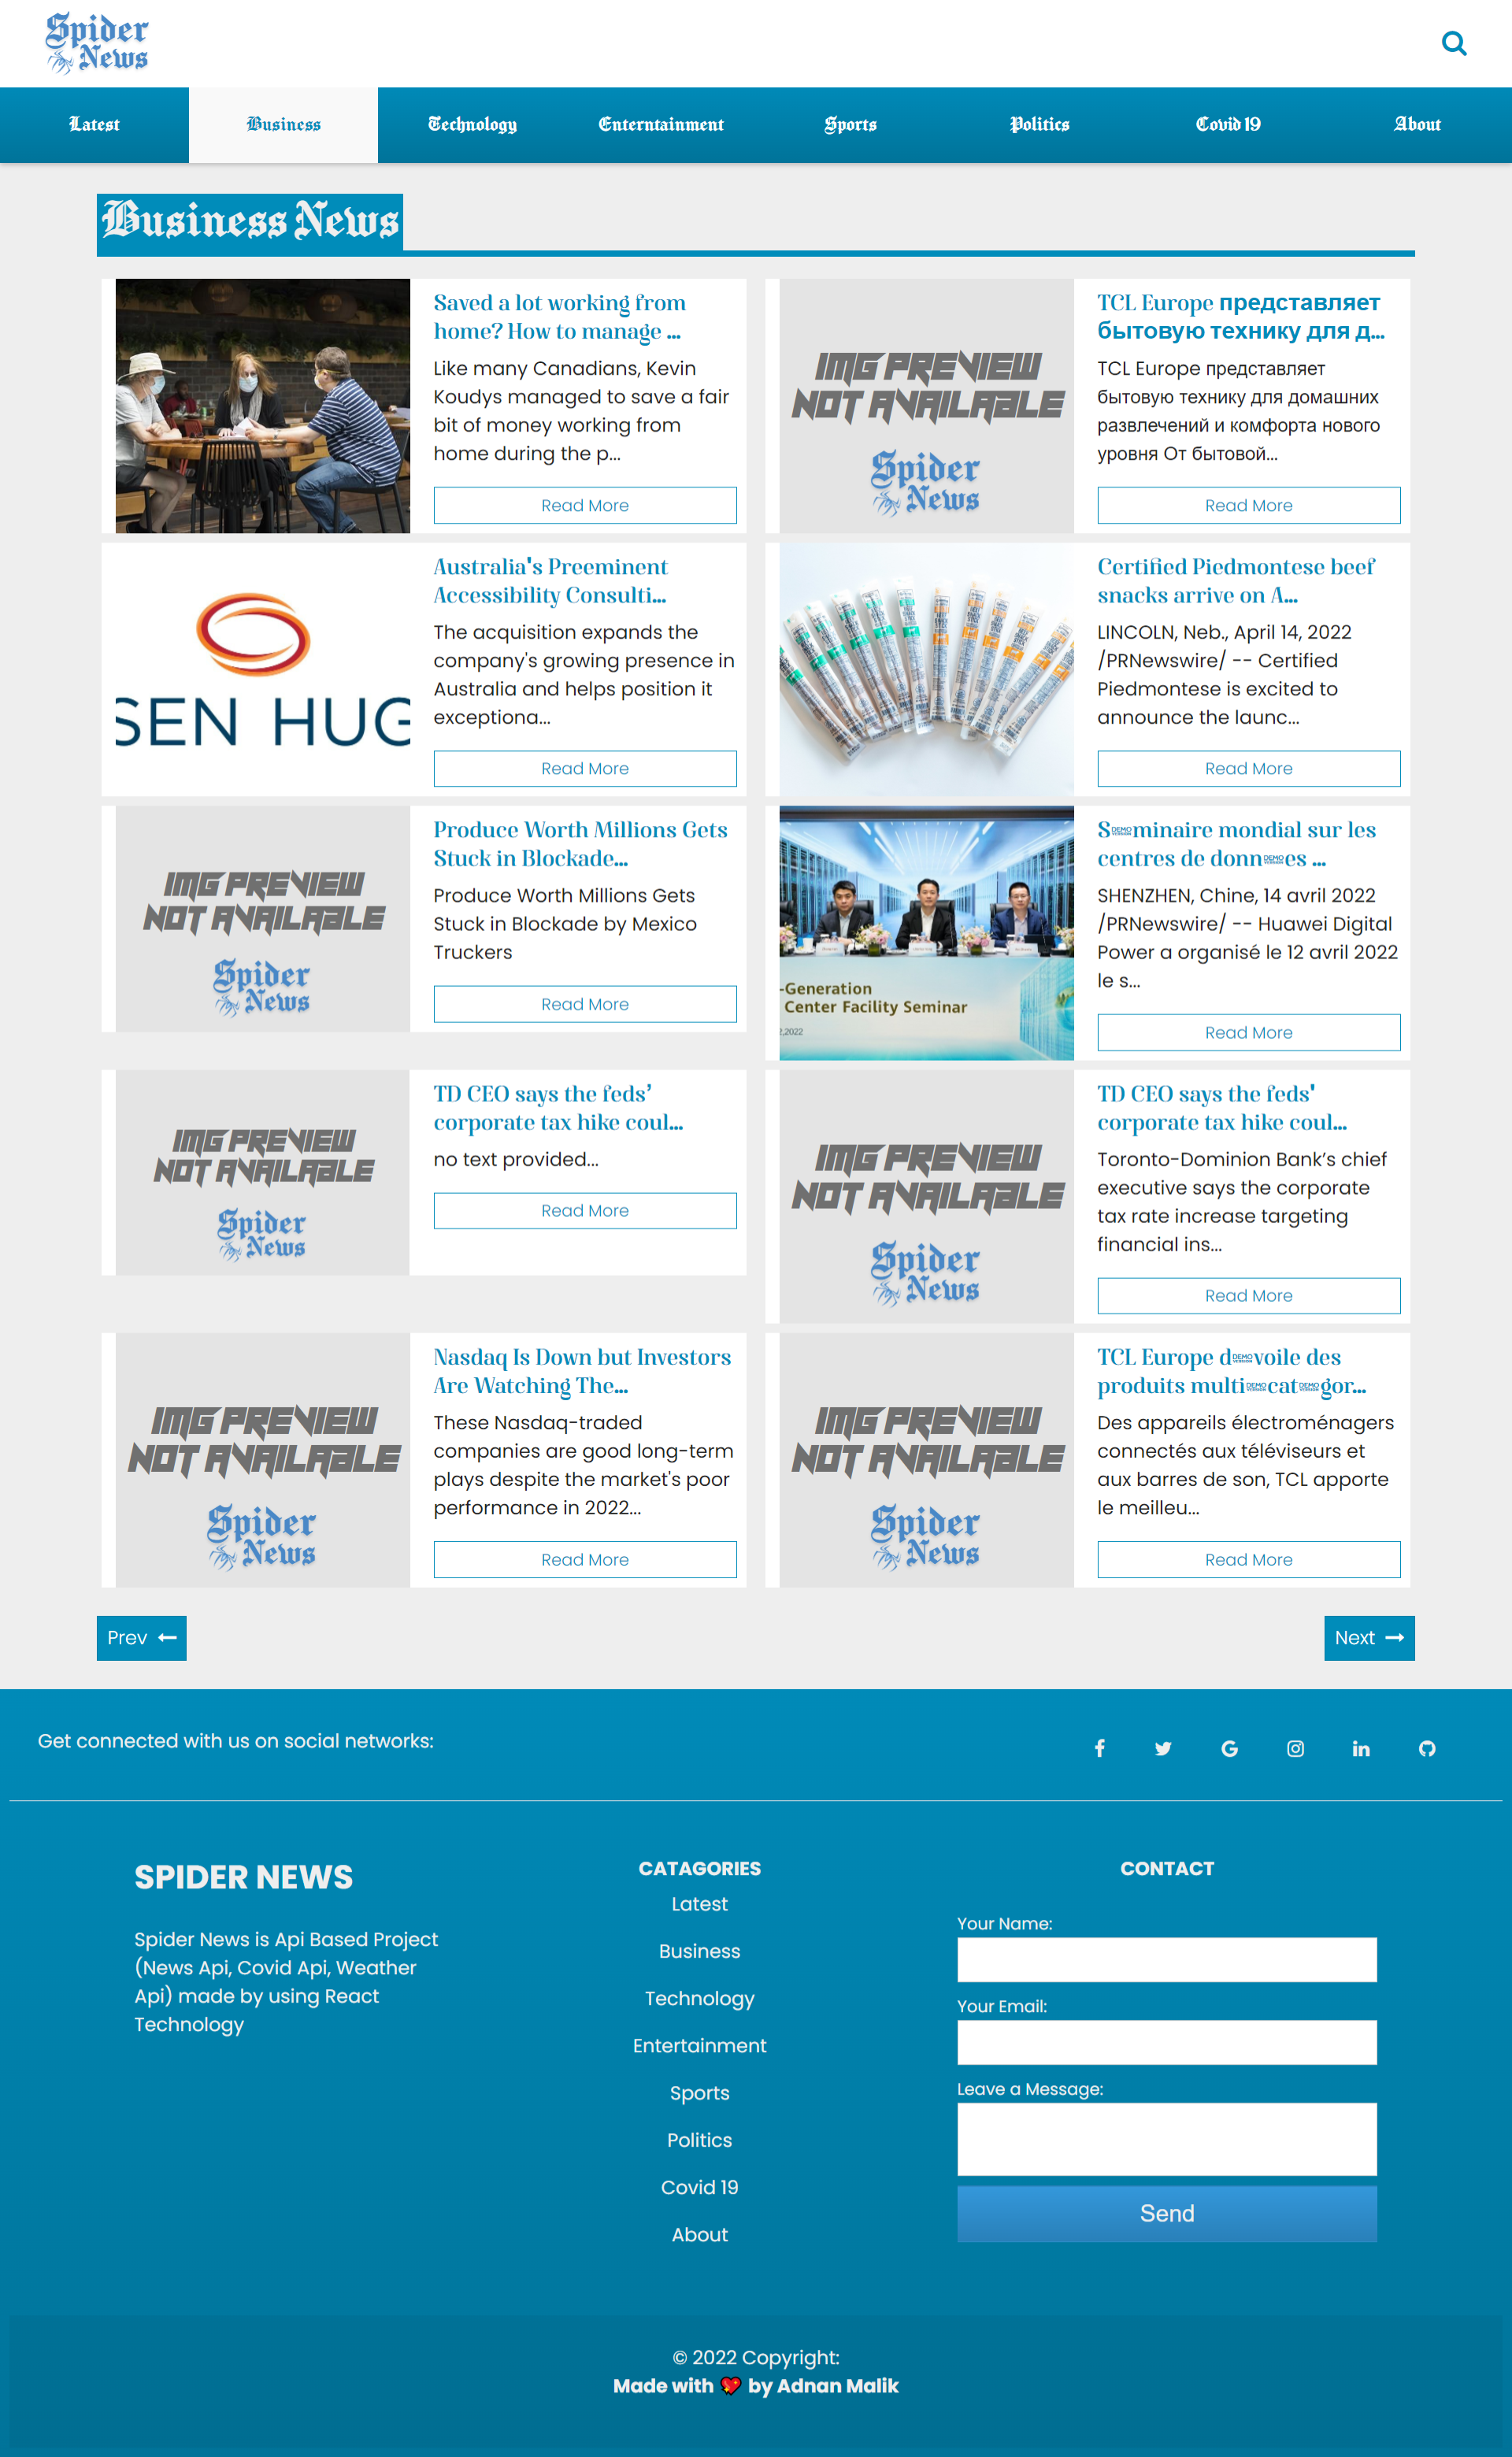 Spider
News
Latest
Business
Technology
Enterntainment
Sports
Politics
Covid 19
About
Business News
Saved a lot working from
home? How to manage ...
Like many Canadians, Kevin
Koudys managed to save a fair
bit of money working from
home during the p...
Read More
IMG PREVIEW
NOT AVAILABLE
Spider
News
TCL Europe представляет
бытовую технику для д...
TCL Europe представляет
бытовую технику для домашних
развлечений и комфорта нового
уровня От бытовой...
Read More
SEN HUG
Australia's Preeminent
Accessibility Consulti...
The acquisition expands the
company's growing presence in
Australia and helps position it
exceptiona...
Read More
Certified Piedmontese beef
snacks arrive on A...
LINCOLN, Neb., April 14, 2022
/PRNewswire/ -- Certified
Piedmontese is excited to
announce the launc...
Read More
IMG PREVIEW
NOT AVAILABLE
Spider
News
Produce Worth Millions Gets
Stuck in Blockade...
Produce Worth Millions Gets
Stuck in Blockade by Mexico
Truckers
Read More
-Generation
Center Facility Seminar
2,2022
S DEMO VERSION minaire mondial sur les
centres de donn DEMO VERSION es ...
SHENZHEN, Chine, 14 avril 2022
/PRNewswire/ -- Huawei Digital
Power a organisé le 12 avril 2022
le s...
Read More
IMG PREVIEW
NOT AVAILABLE
Spider
News
TD CEO says the feds’
corporate tax hike coul...
no text provided...
Read More
IMG PREVIEW
NOT AVAILABLE
Spider
News
TD CEO says the feds'
corporate tax hike coul...
Toronto-Dominion Bank’s chief
executive says the corporate
tax rate increase targeting
financial ins...
Read More
IMG PREVIEW
NOT AVAILABLE
Spider
News
Nasdaq Is Down but Investors
Are Watching The...
These Nasdaq-traded
companies are good long-term
plays despite the market's poor
performance in 2022...
Read More
IMG PREVIEW
NOT AVAILABLE
Spider
News
TCL Europe d DEMO VERSION voile des
produits multi DEMO VERSION cat DEMO VERSION gor...
Des appareils électroménagers
connectés aux téléviseurs et
aux barres de son, TCL apporte
le meilleu...
Read More
Prev
Next
Get connected with us on social networks:
SPIDER NEWS
Spider News is Api Based Project
(News Api, Covid Api, Weather
Api) made by using React
Technology
CATAGORIES
Latest
Business
Technology
Entertainment
Sports
Politics
Covid 19
About
CONTACT
Your Name:
Your Email:
Leave a Message:
Send
© 2022 Copyright:
Made with 💖 by Adnan Malik